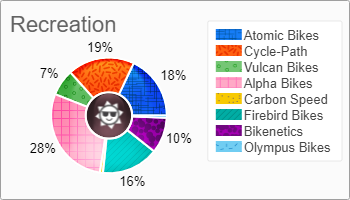 Recreation
19%
18%
7%
10%
28%
16%
Atomic Bikes
Cycle-Path
Vulcan Bikes
Alpha Bikes
Carbon Speed
Firebird Bikes
Bikenetics
Olympus Bikes